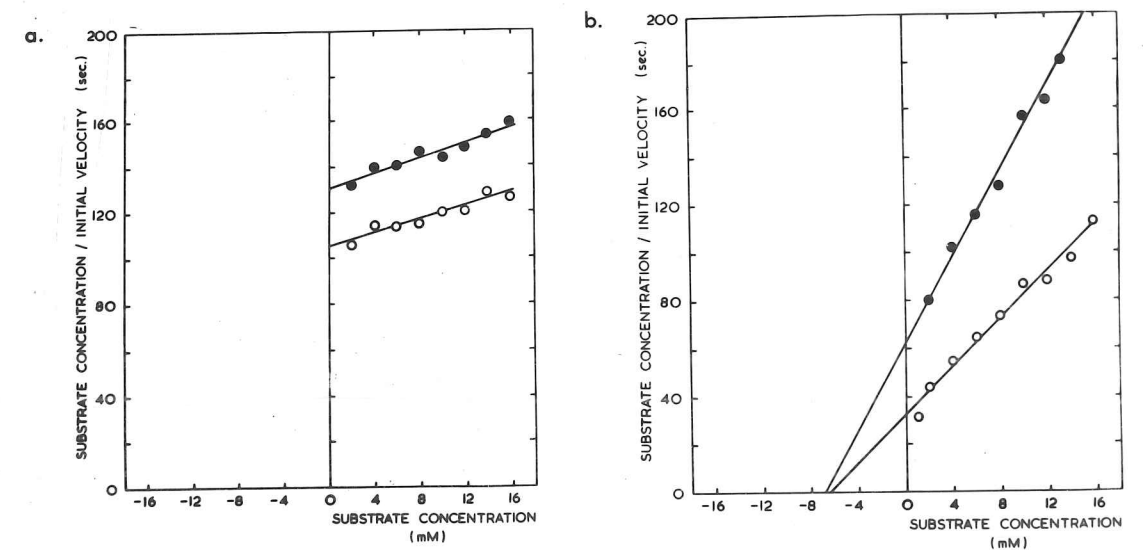 a.
200
160
120
80
40
0
SUBSTRATE CONCENTRATION / INITIAL VELOCITY (sec.)
-16 -12 -8 -4 0 4 8 12 16
SUBSTRATE CONCENTRATION
(mM)
b.
200
160
120
80
40
0
SUBSTRATE CONCENTRATION / INITIAL VELOCITY (sec.)
-16 -12 -8 -4 0 4 8 12 16
SUBSTRATE CONCENTRATION
(mM)